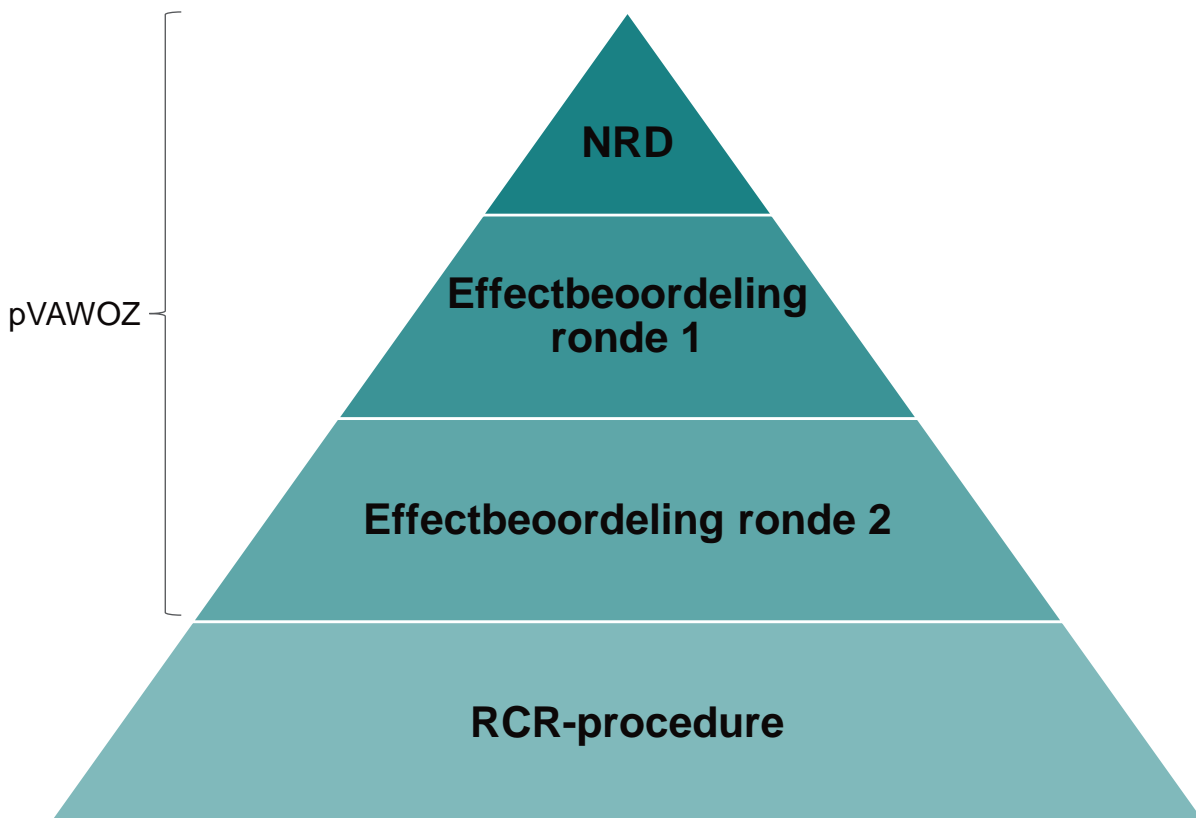 NRD
Effectbeoordeling
ronde 1
pVAWOZ
Effectbeoordeling ronde 2
RCR-procedure